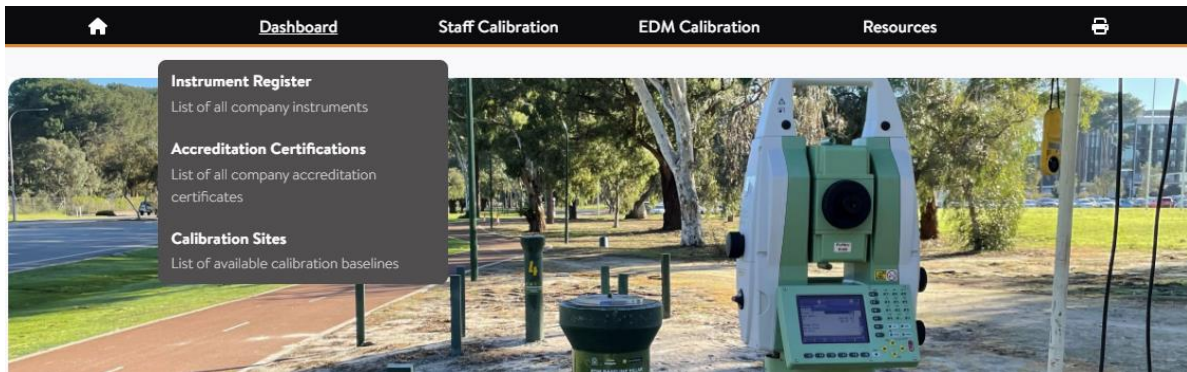 Dashboard Staff Calibration EDM Calibration Resources
Instrument Register
List of all company instruments
Accreditation Certifications
List of all company accreditation
certificates
Calibration Sites
List of available calibration baselines
4